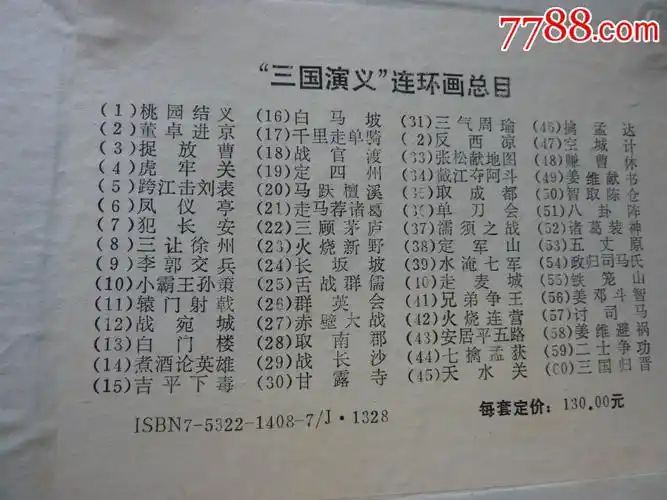 7788.com
“三国演义”连环画总目
(1)桃园结义
(2)董卓进京
(3)捉放曹
(4)虎牢关
(5)跨江击刘表
(6)凤仪亭
(7)犯长安
(8)三让徐州
(9)李郭交兵
(10)小霸王孙策
(11)辕门射戟
(12)战宛城
(13)白门楼
(14)煮酒论英雄
(15)吉平下毒
(16)白马坡
(17)千里走单骑
(18)战官渡
(19)定四州
(20)马跃檀溪
(21)走马荐诸葛
(22)三顾茅庐
(23)火烧新野
(24)长坂坡
(25)舌战群儒
(26)群英会
(27)赤壁大战
(28)取南郡
(29)战长沙
(30)甘露寺
(31)三气周瑜
(32)反西凉
(33)张松献地图
(34)截江夺阿斗
(35)取成都
(36)单刀会
(37)濡须之战
(38)定军山
(39)水淹七军
(40)走麦城
(41)兄弟争王
(42)火烧连营
(43)安居平五路
(44)七擒孟获
(45)天水关
(46)擒孟达
(47)空城计
(48)赚曹休
(49)姜维献书
(50)智取陈仓
(51)八卦阵
(52)诸葛装神
(53)五丈原
(54)政归司马氏
(55)铁笼山
(56)姜邓斗智
(57)讨司马
(58)姜维避祸
(59)二士争功
(60)三国归晋
ISBN7-5322-1408-7/J·1328
每套定价：130.00元